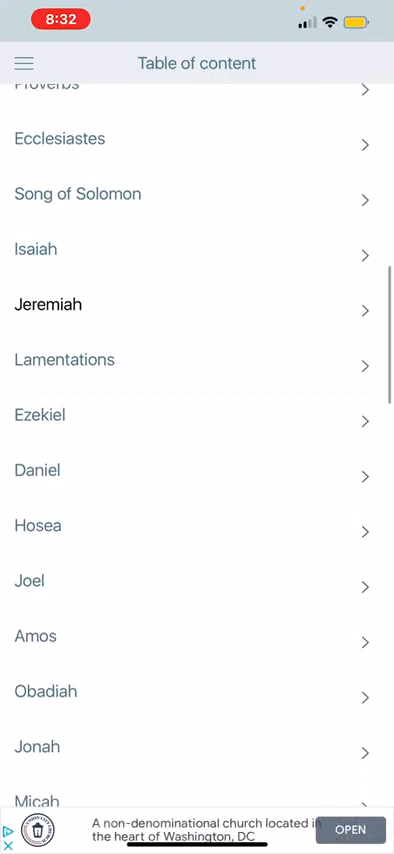 8:32
Table of content
Proverbs
Ecclesiastes
Song of Solomon
Isaiah
Jeremiah
Lamentations
Ezekiel
Daniel
Hosea
Joel
Amos
Obadiah
Jonah
Micah
A non-denominational church located in
the heart of Washington, DC
OPEN